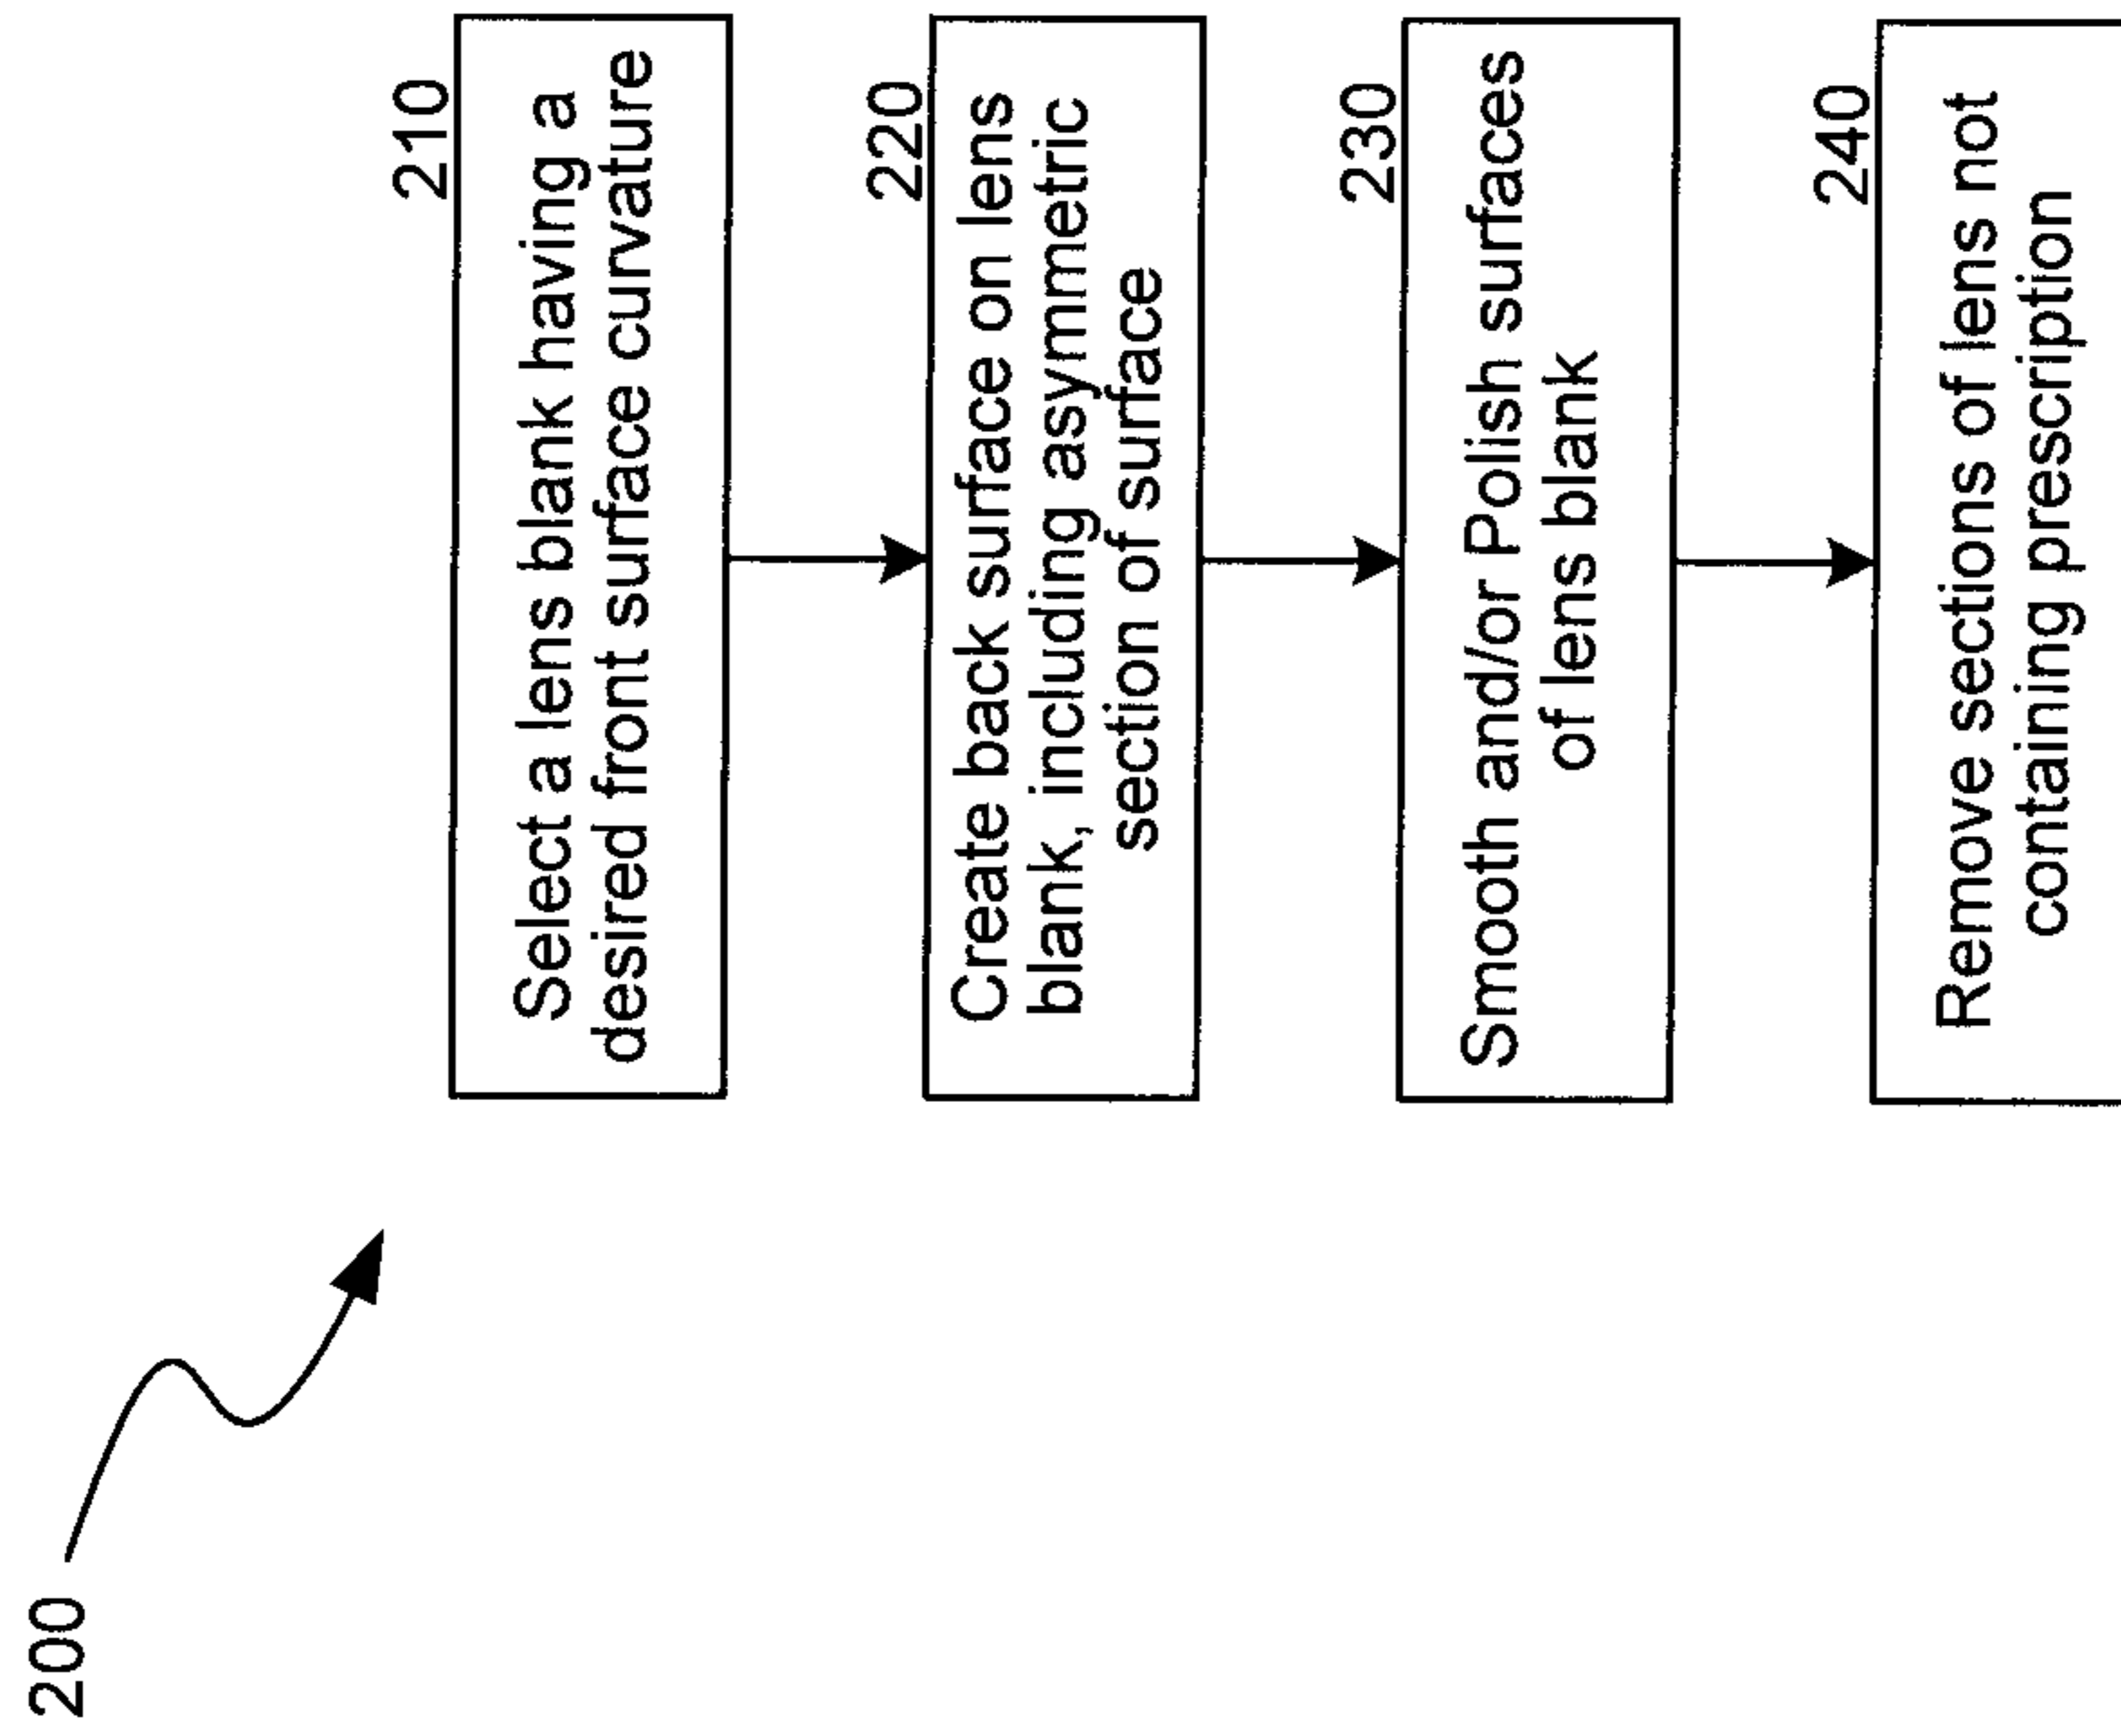 200
210
Select a lens blank having a
desired front surface curvature
220
Create back surface on lens
blank, including asymmetric
section of surface
230
Smooth and/or Polish surfaces
of lens blank
240
Remove sections of lens not
containing prescription